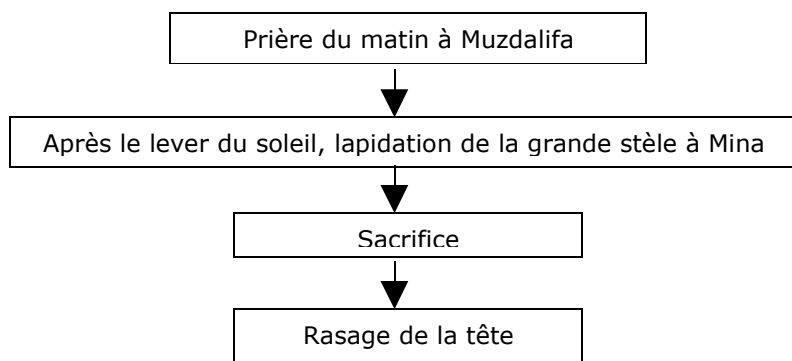 Prière du matin à Muzdalifa
Après le lever du soleil, lapidation de la grande stèle à Mina
Sacrifice
Rasage de la tête